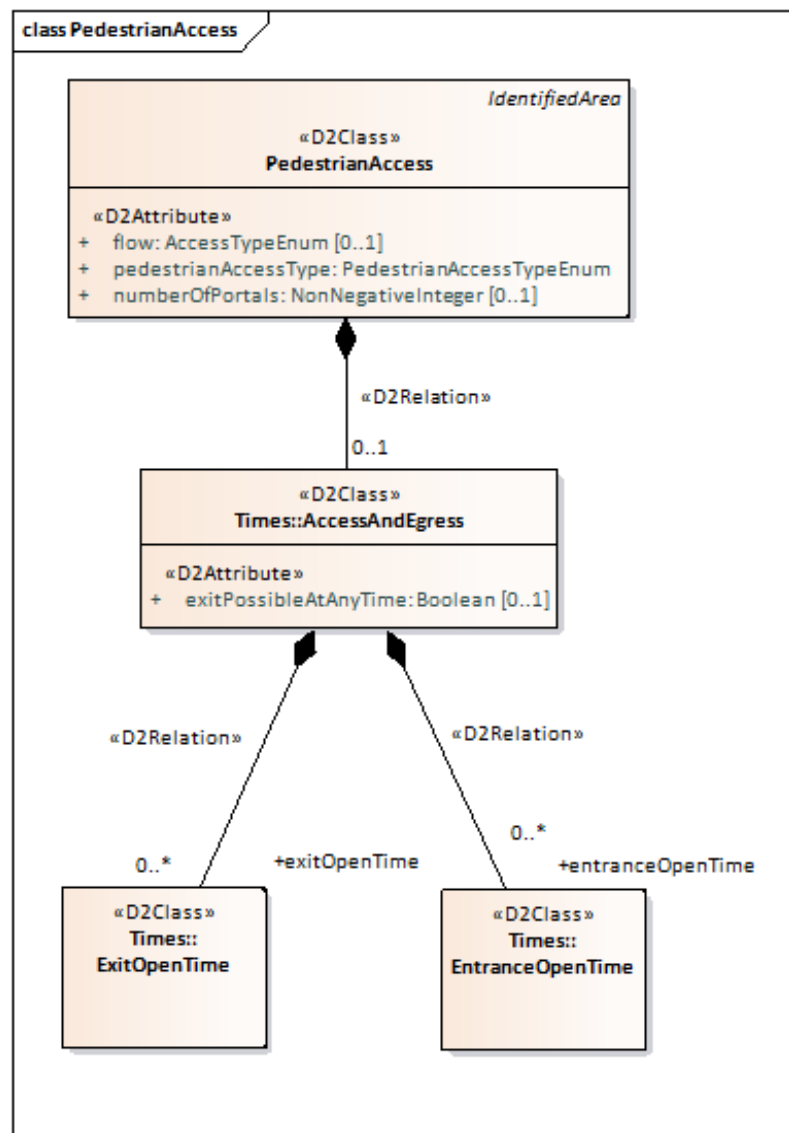 class PedestrianAccess
IdentifiedArea
«D2Class»
PedestrianAccess
«D2Attribute»
+ flow: AccessTypeEnum [0..1]
+ pedestrianAccessType: PedestrianAccessTypeEnum
+ numberOfPortals: NonNegativeInteger [0..1]
«D2Relation»
0..1
«D2Class»
Times::AccessAndEgress
«D2Attribute»
+ exitPossibleAtAnyTime: Boolean [0..1]
«D2Relation»
«D2Relation»
0..*
+exitOpenTime
0..*
+entranceOpenTime
«D2Class»
Times::
ExitOpenTime
«D2Class»
Times::
EntranceOpenTime